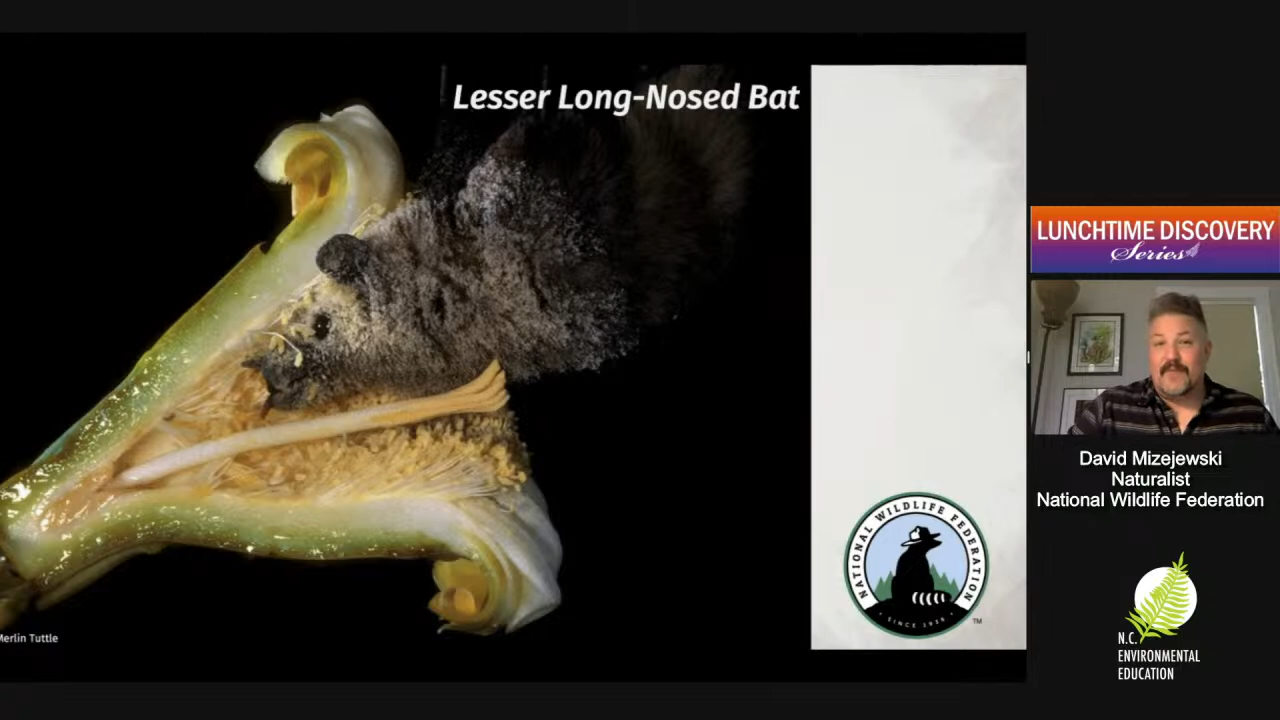 Lesser Long-Nosed Bat
Merlin Tuttle
NATIONAL WILDLIFE FEDERATION
• SINCE 1936 •
TM
LUNCHTIME DISCOVERY
Series
David Mizejewski
Naturalist
National Wildlife Federation
N.C.
ENVIRONMENTAL
EDUCATION